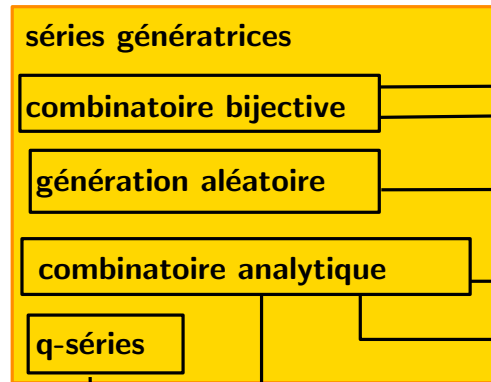 séries génératrices
combinatoire bijective
génération aléatoire
combinatoire analytique
q-séries